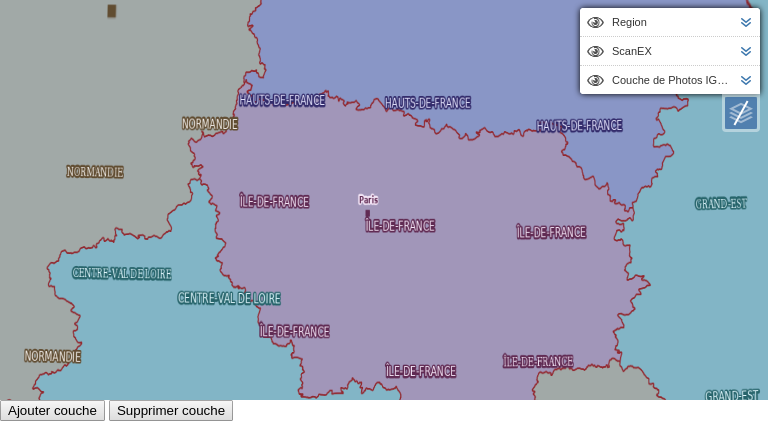 Region
ScanEX
Couche de Photos IG…
HAUTS-DE-FRANCE
HAUTS-DE-FRANCE
HAUTS-DE-FRANCE
NORMANDIE
NORMANDIE
ÎLE-DE-FRANCE
Paris
ÎLE-DE-FRANCE
ÎLE-DE-FRANCE
GRAND-EST
CENTRE-VAL DE LOIRE
CENTRE-VAL DE LOIRE
ÎLE-DE-FRANCE
NORMANDIE
ÎLE-DE-FRANCE
ÎLE-DE-FRANCE
GRAND-EST
Ajouter couche
Supprimer couche